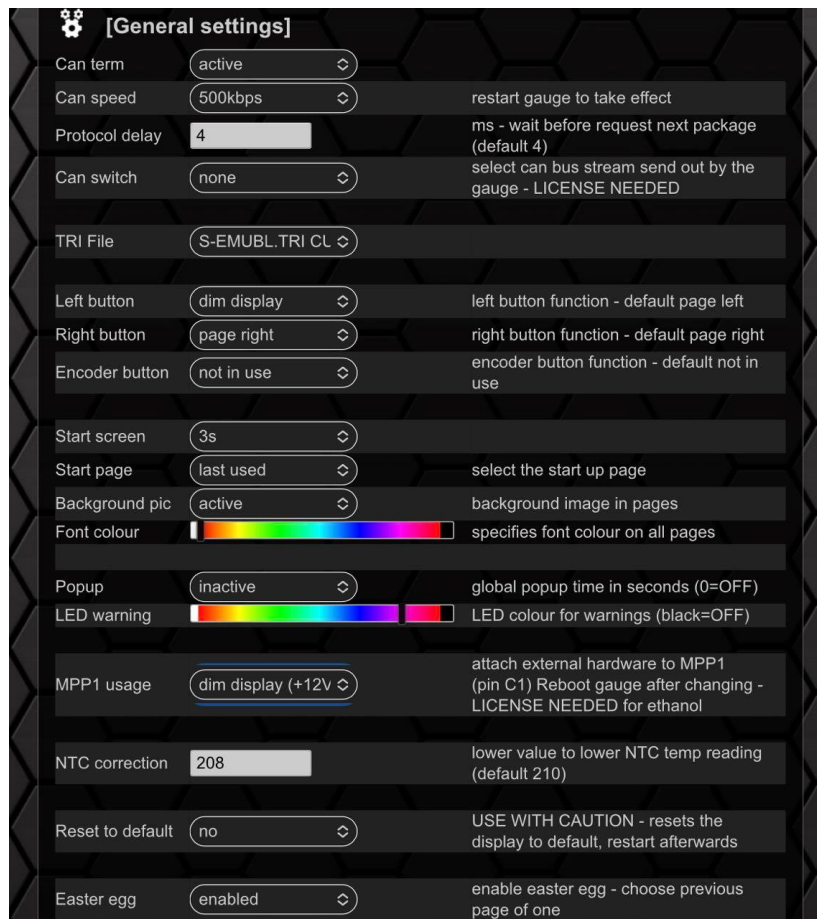 [General settings]
Can term active
Can speed 500kbps restart gauge to take effect
Protocol delay 4 ms - wait before request next package
(default 4)
Can switch none select can bus stream send out by the
gauge - LICENSE NEEDED
TRI File S-EMUBL.TRI CU
Left button dim display left button function - default page left
Right button page right right button function - default page right
Encoder button not in use encoder button function - default not in
use
Start screen 3s
Start page last used select the start up page
Background pic active background image in pages
Font colour specifies font colour on all pages
Popup inactive global popup time in seconds (0=OFF)
LED warning LED colour for warnings (black=OFF)
MPP1 usage dim display (+12V attach external hardware to MPP1
(pin C1) Reboot gauge after changing -
LICENSE NEEDED for ethanol
NTC correction 208 lower value to lower NTC temp reading
(default 210)
Reset to default no USE WITH CAUTION - resets the
display to default, restart afterwards
Easter egg enabled enable easter egg - choose previous
page of one